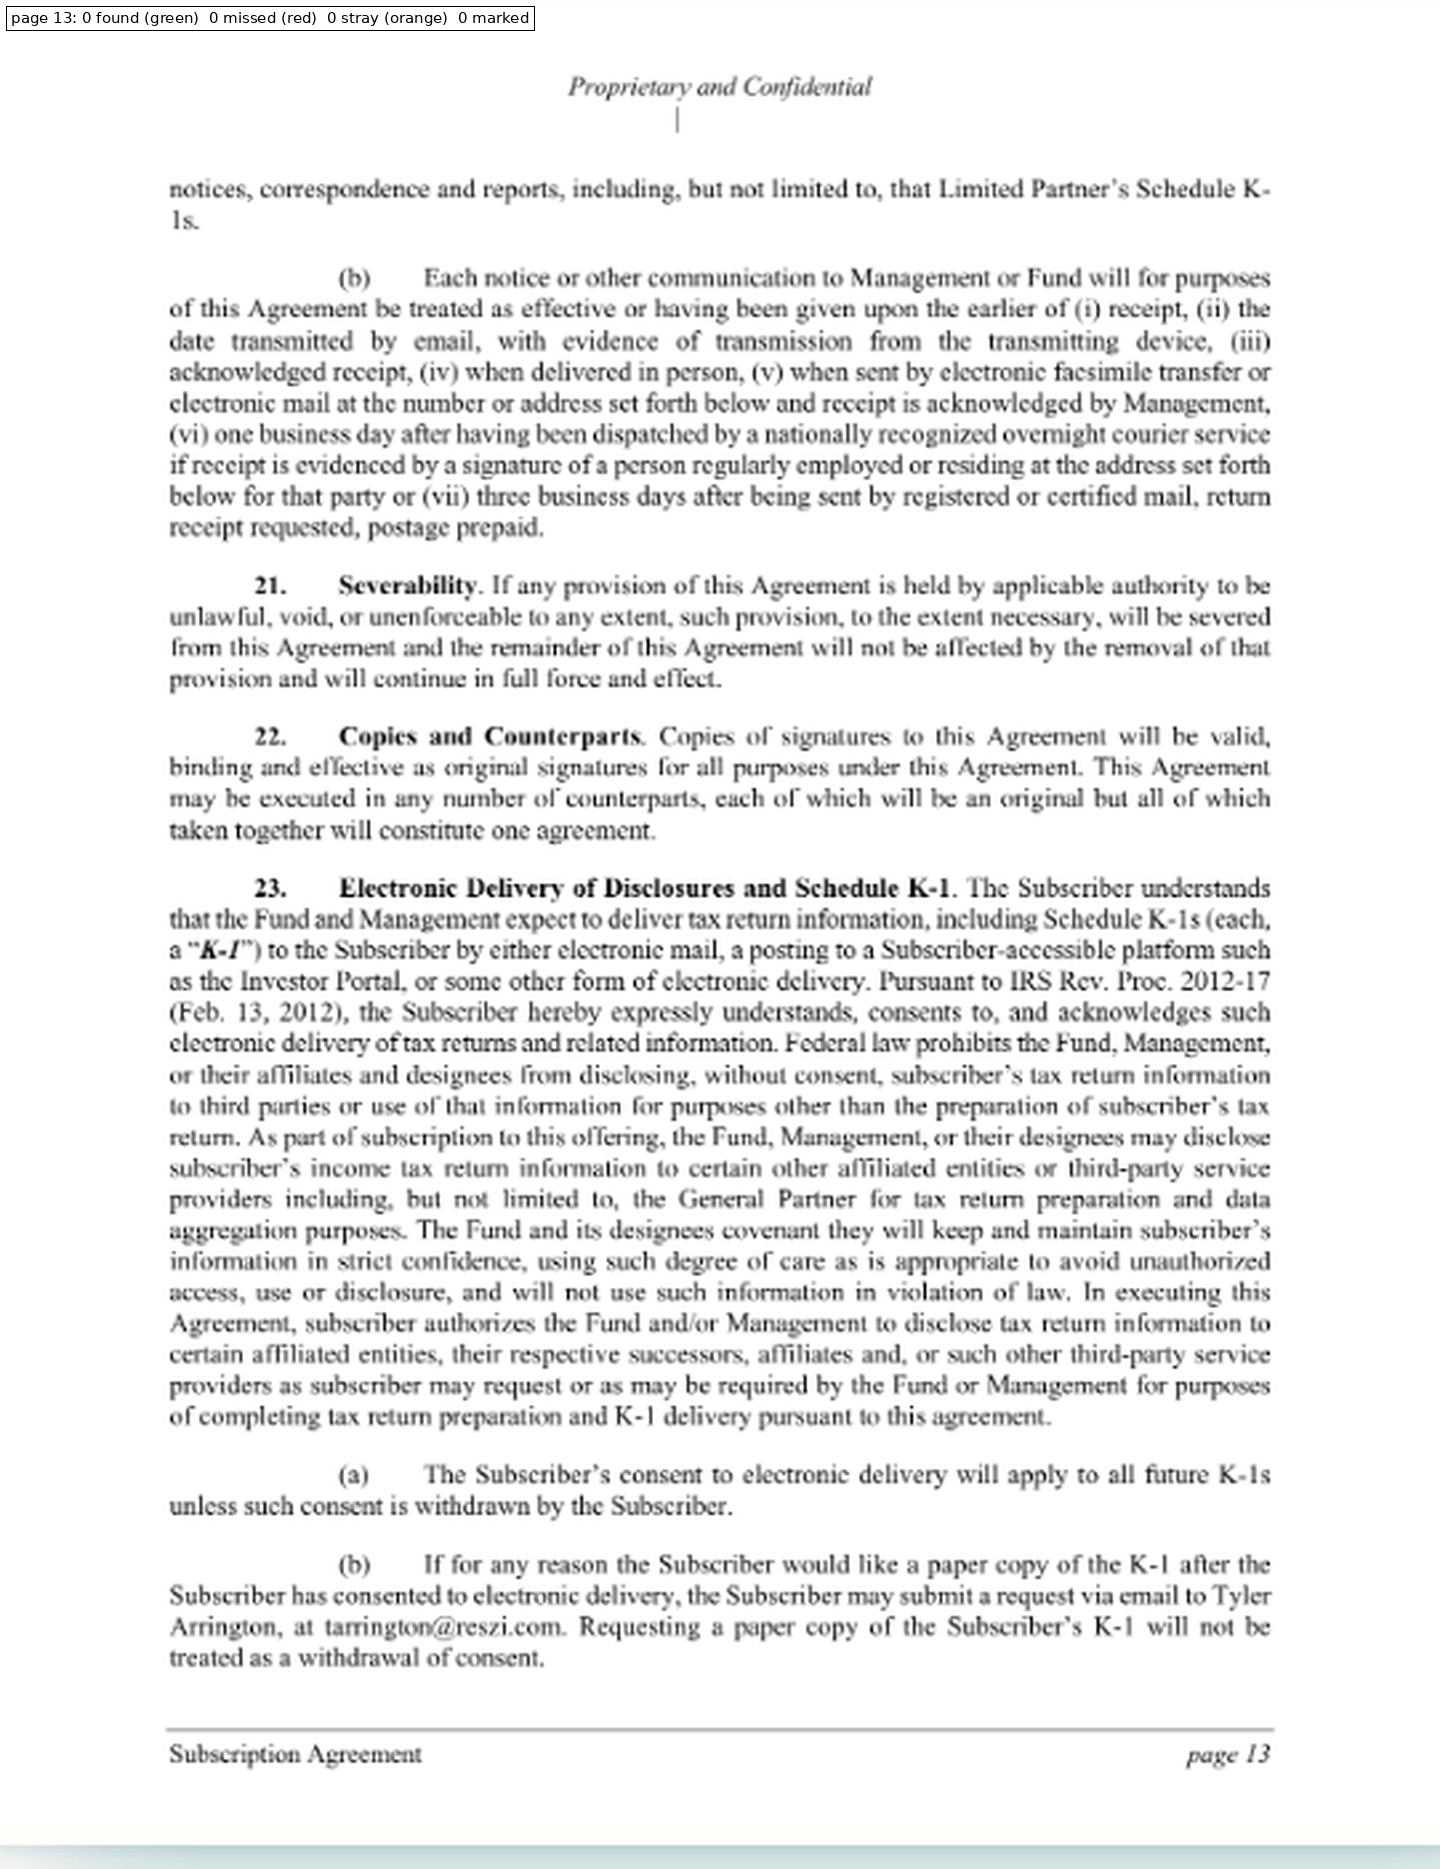 page 13: 0 found (green)  0 missed (red)  0 stray (orange)  0 marked
Proprietary and Confidential
notices, correspondence and reports, including, but not limited to, that Limited Partner’s Schedule K-
1s.
(b) Each notice or other communication to Management or Fund will for purposes
of this Agreement be treated as effective or having been given upon the earlier of (i) receipt, (ii) the
date transmitted by email, with evidence of transmission from the transmitting device, (iii)
acknowledged receipt, (iv) when delivered in person, (v) when sent by electronic facsimile transfer or
electronic mail at the number or address set forth below and receipt is acknowledged by Management,
(vi) one business day after having been dispatched by a nationally recognized overnight courier service
if receipt is evidenced by a signature of a person regularly employed or residing at the address set forth
below for that party or (vii) three business days after being sent by registered or certified mail, return
receipt requested, postage prepaid.
21. Severability. If any provision of this Agreement is held by applicable authority to be
unlawful, void, or unenforceable to any extent, such provision, to the extent necessary, will be severed
from this Agreement and the remainder of this Agreement will not be affected by the removal of that
provision and will continue in full force and effect.
22. Copies and Counterparts. Copies of signatures to this Agreement will be valid,
binding and effective as original signatures for all purposes under this Agreement. This Agreement
may be executed in any number of counterparts, each of which will be an original but all of which
taken together will constitute one agreement.
23. Electronic Delivery of Disclosures and Schedule K-1. The Subscriber understands
that the Fund and Management expect to deliver tax return information, including Schedule K-1s (each,
a “K-1”) to the Subscriber by either electronic mail, a posting to a Subscriber-accessible platform such
as the Investor Portal, or some other form of electronic delivery. Pursuant to IRS Rev. Proc. 2012-17
(Feb. 13, 2012), the Subscriber hereby expressly understands, consents to, and acknowledges such
electronic delivery of tax returns and related information. Federal law prohibits the Fund, Management,
or their affiliates and designees from disclosing, without consent, subscriber’s tax return information
to third parties or use of that information for purposes other than the preparation of subscriber’s tax
return. As part of subscription to this offering, the Fund, Management, or their designees may disclose
subscriber’s income tax return information to certain other affiliated entities or third-party service
providers including, but not limited to, the General Partner for tax return preparation and data
aggregation purposes. The Fund and its designees covenant they will keep and maintain subscriber’s
information in strict confidence, using such degree of care as is appropriate to avoid unauthorized
access, use or disclosure, and will not use such information in violation of law. In executing this
Agreement, subscriber authorizes the Fund and/or Management to disclose tax return information to
certain affiliated entities, their respective successors, affiliates and, or such other third-party service
providers as subscriber may request or as may be required by the Fund or Management for purposes
of completing tax return preparation and K-1 delivery pursuant to this agreement.
(a) The Subscriber’s consent to electronic delivery will apply to all future K-1s
unless such consent is withdrawn by the Subscriber.
(b) If for any reason the Subscriber would like a paper copy of the K-1 after the
Subscriber has consented to electronic delivery, the Subscriber may submit a request via email to Tyler
Arrington, at tarrington@reszi.com. Requesting a paper copy of the Subscriber’s K-1 will not be
treated as a withdrawal of consent.
Subscription Agreement page 13